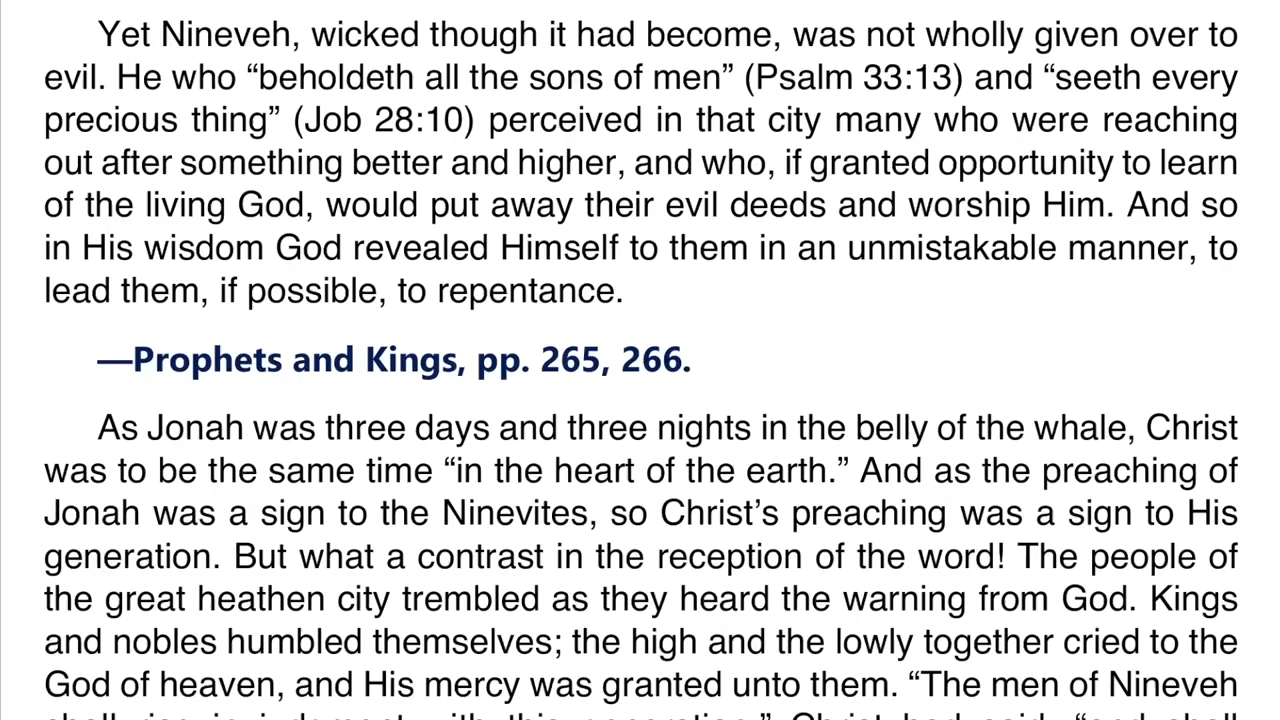 Yet Nineveh, wicked though it had become, was not wholly given over to
evil. He who “beholdeth all the sons of men” (Psalm 33:13) and “seeth every
precious thing” (Job 28:10) perceived in that city many who were reaching
out after something better and higher, and who, if granted opportunity to learn
of the living God, would put away their evil deeds and worship Him. And so
in His wisdom God revealed Himself to them in an unmistakable manner, to
lead them, if possible, to repentance.
—Prophets and Kings, pp. 265, 266.
As Jonah was three days and three nights in the belly of the whale, Christ
was to be the same time “in the heart of the earth.” And as the preaching of
Jonah was a sign to the Ninevites, so Christ’s preaching was a sign to His
generation. But what a contrast in the reception of the word! The people of
the great heathen city trembled as they heard the warning from God. Kings
and nobles humbled themselves; the high and the lowly together cried to the
God of heaven, and His mercy was granted unto them. “The men of Nineveh